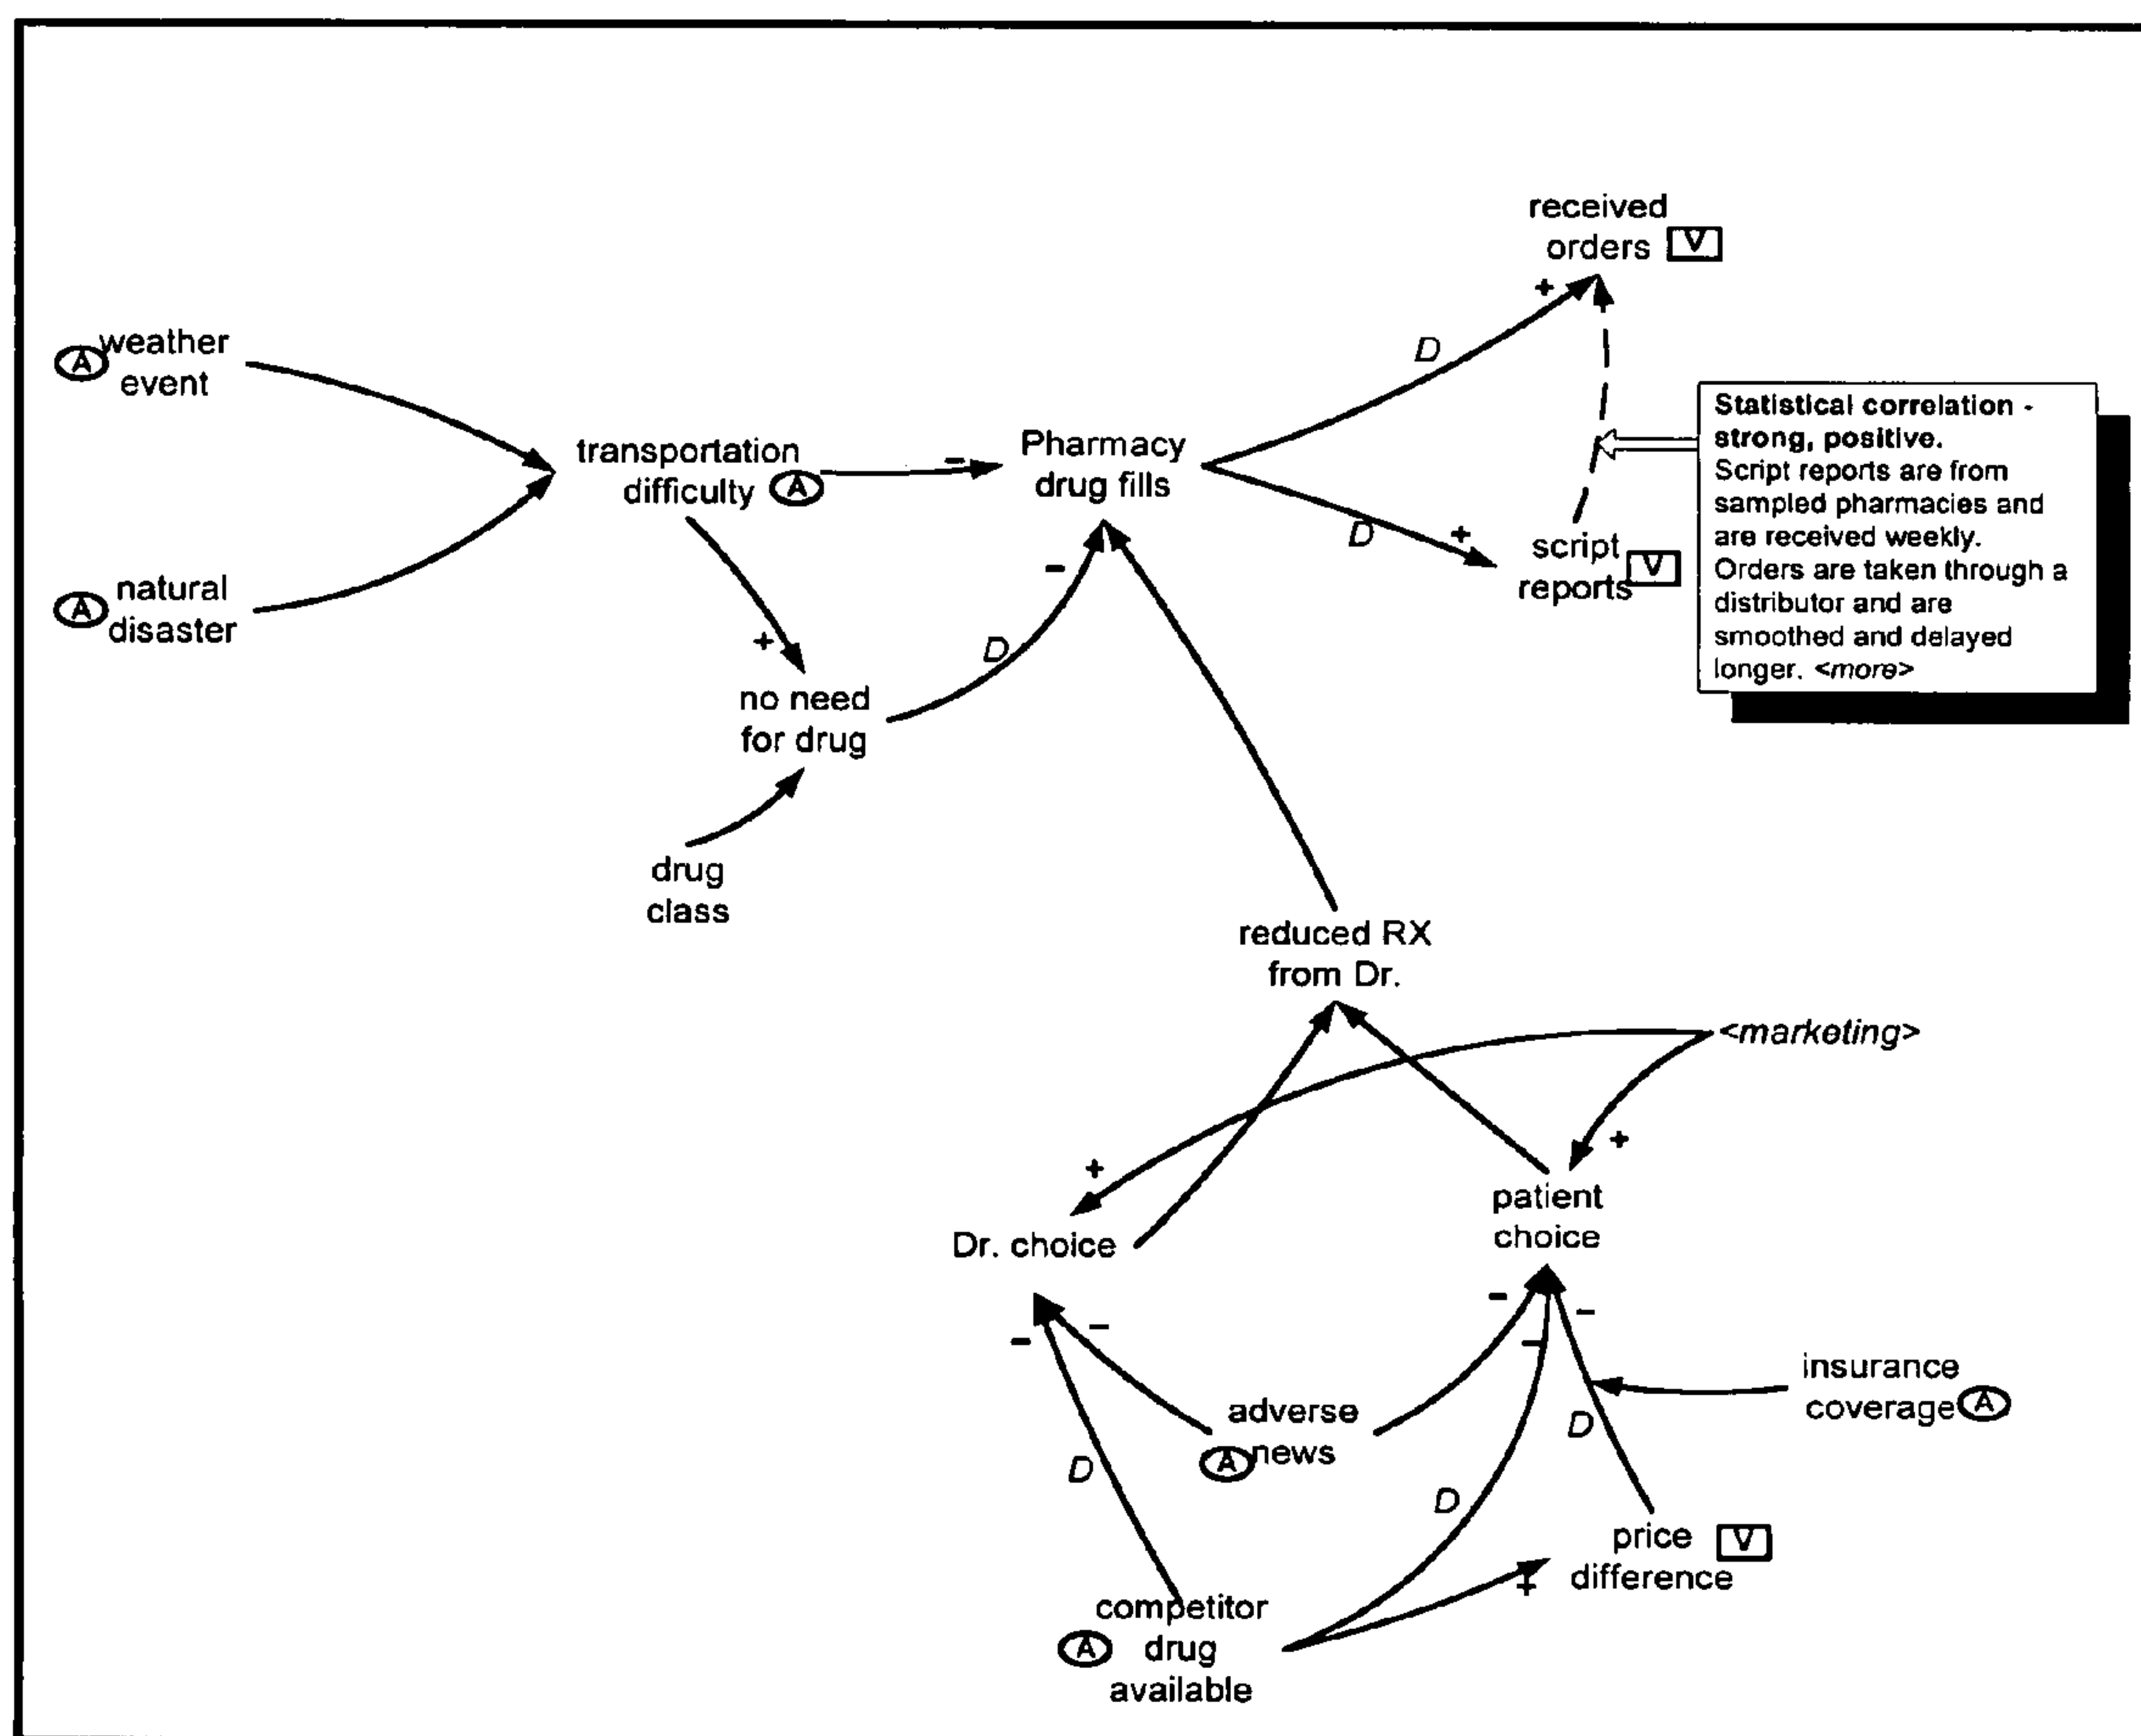 received
orders V
+
D
A weather
event
transportation
difficulty A
-
Pharmacy
drug fills
Statistical correlation -
strong, positive.
Script reports are from
sampled pharmacies and
are received weekly.
Orders are taken through a
distributor and are
smoothed and delayed
longer. <more>
D
+
script
reports V
A natural
disaster
+
-
D
no need
for drug
drug
class
reduced RX
from Dr.
<marketing>
+
+
Dr. choice
patient
choice
-
-
-
-
-
insurance
coverage A
adverse
A news
D
D
D
price V
difference
+
competitor
A drug
available